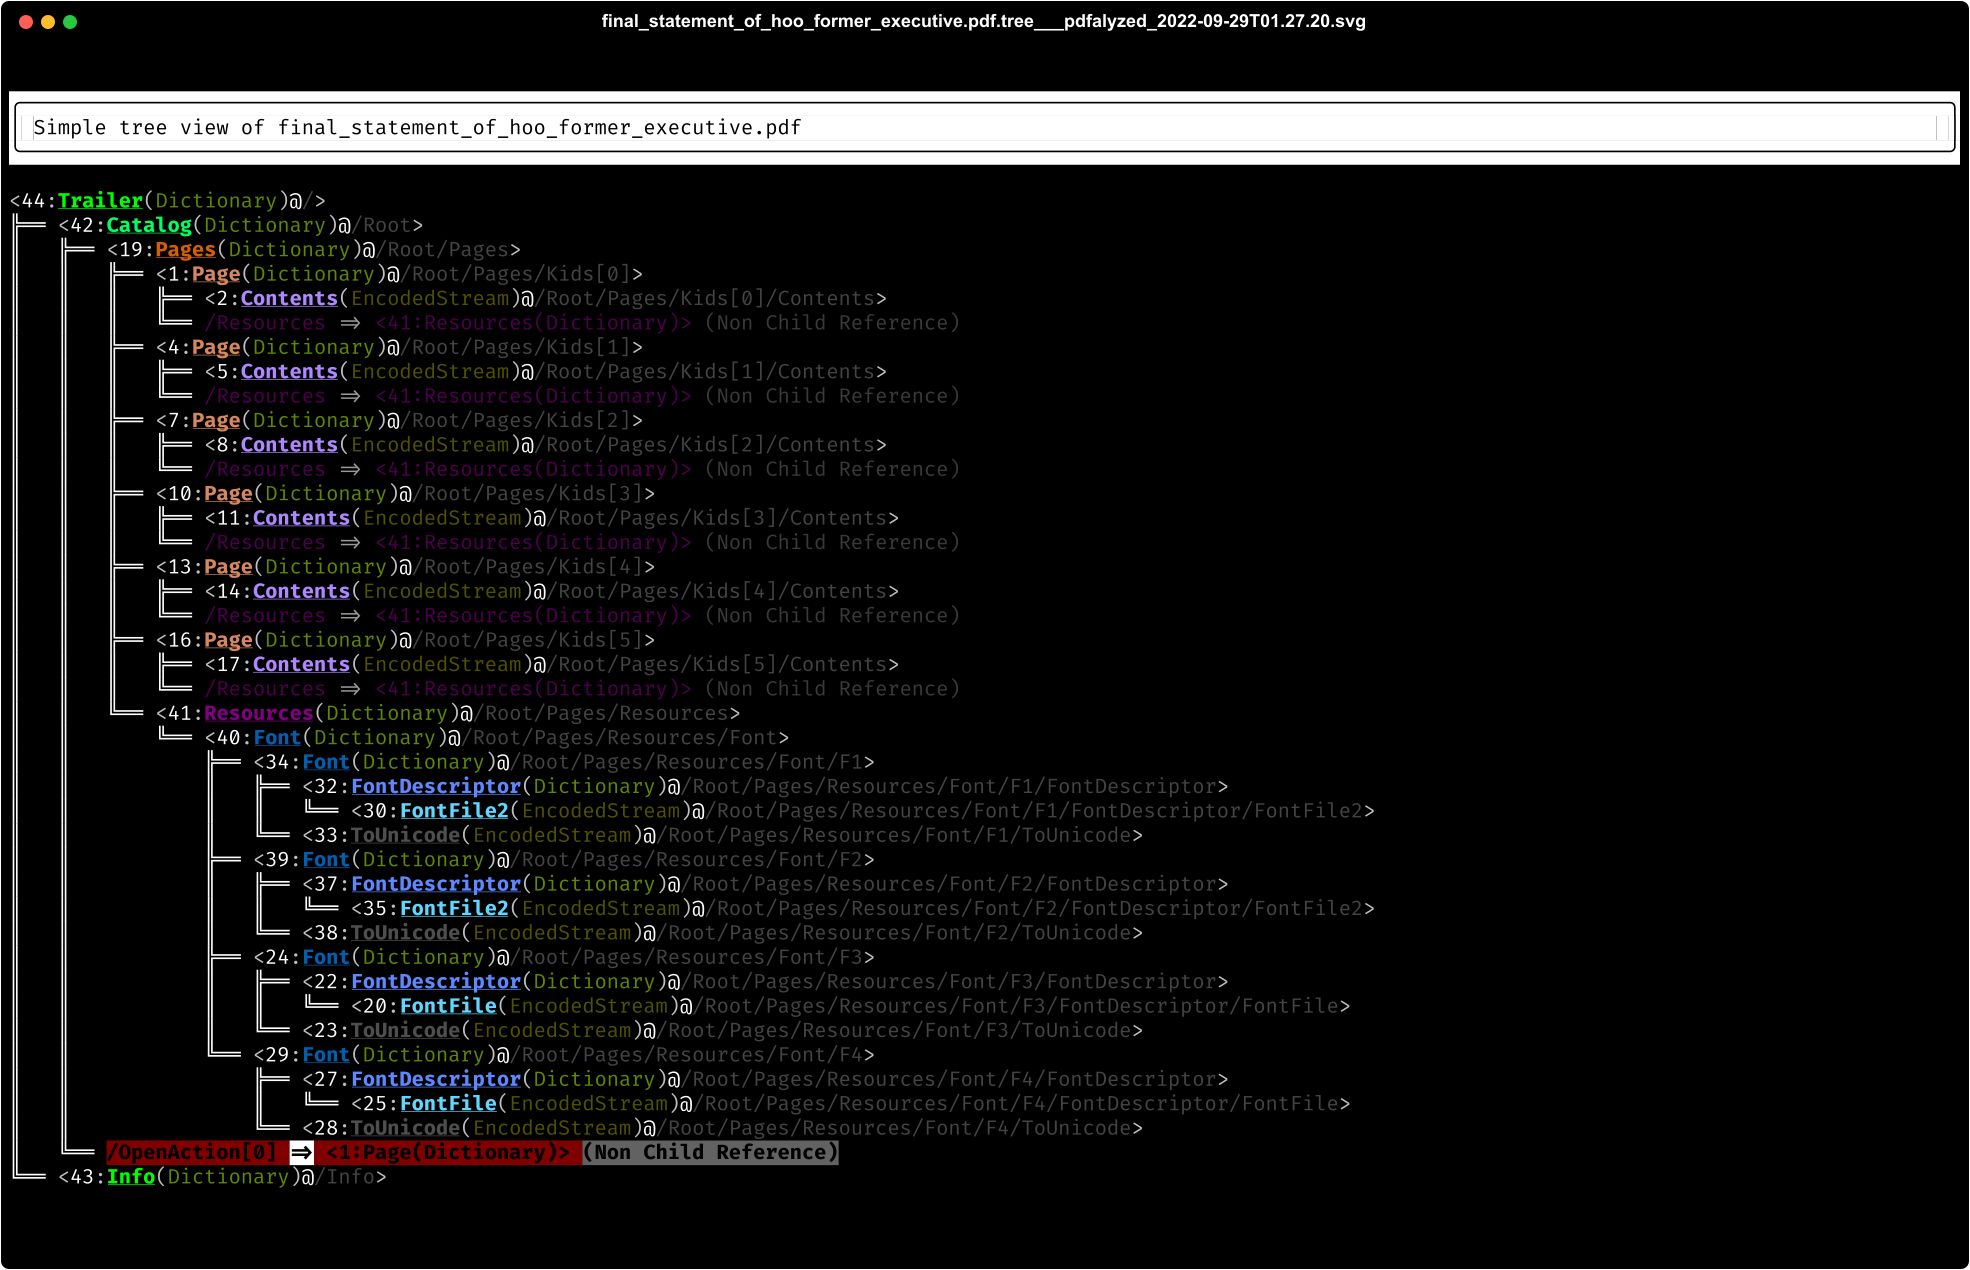 final_statement_of_hoo_former_executive.pdf.tree___pdfalyzed_2022-09-29T01.27.20.svg
Simple tree view of final_statement_of_hoo_former_executive.pdf
<44:Trailer(Dictionary)@/>
<42:Catalog(Dictionary)@/Root>
<19:Pages(Dictionary)@/Root/Pages>
<1:Page(Dictionary)@/Root/Pages/Kids[0]>
<2:Contents(EncodedStream)@/Root/Pages/Kids[0]/Contents>
/Resources => <41:Resources(Dictionary)> (Non Child Reference)
<4:Page(Dictionary)@/Root/Pages/Kids[1]>
<5:Contents(EncodedStream)@/Root/Pages/Kids[1]/Contents>
/Resources => <41:Resources(Dictionary)> (Non Child Reference)
<7:Page(Dictionary)@/Root/Pages/Kids[2]>
<8:Contents(EncodedStream)@/Root/Pages/Kids[2]/Contents>
/Resources => <41:Resources(Dictionary)> (Non Child Reference)
<10:Page(Dictionary)@/Root/Pages/Kids[3]>
<11:Contents(EncodedStream)@/Root/Pages/Kids[3]/Contents>
/Resources => <41:Resources(Dictionary)> (Non Child Reference)
<13:Page(Dictionary)@/Root/Pages/Kids[4]>
<14:Contents(EncodedStream)@/Root/Pages/Kids[4]/Contents>
/Resources => <41:Resources(Dictionary)> (Non Child Reference)
<16:Page(Dictionary)@/Root/Pages/Kids[5]>
<17:Contents(EncodedStream)@/Root/Pages/Kids[5]/Contents>
/Resources => <41:Resources(Dictionary)> (Non Child Reference)
<41:Resources(Dictionary)@/Root/Pages/Resources>
<40:Font(Dictionary)@/Root/Pages/Resources/Font>
<34:Font(Dictionary)@/Root/Pages/Resources/Font/F1>
<32:FontDescriptor(Dictionary)@/Root/Pages/Resources/Font/F1/FontDescriptor>
<30:FontFile2(EncodedStream)@/Root/Pages/Resources/Font/F1/FontDescriptor/FontFile2>
<33:ToUnicode(EncodedStream)@/Root/Pages/Resources/Font/F1/ToUnicode>
<39:Font(Dictionary)@/Root/Pages/Resources/Font/F2>
<37:FontDescriptor(Dictionary)@/Root/Pages/Resources/Font/F2/FontDescriptor>
<35:FontFile2(EncodedStream)@/Root/Pages/Resources/Font/F2/FontDescriptor/FontFile2>
<38:ToUnicode(EncodedStream)@/Root/Pages/Resources/Font/F2/ToUnicode>
<24:Font(Dictionary)@/Root/Pages/Resources/Font/F3>
<22:FontDescriptor(Dictionary)@/Root/Pages/Resources/Font/F3/FontDescriptor>
<20:FontFile(EncodedStream)@/Root/Pages/Resources/Font/F3/FontDescriptor/FontFile>
<23:ToUnicode(EncodedStream)@/Root/Pages/Resources/Font/F3/ToUnicode>
<29:Font(Dictionary)@/Root/Pages/Resources/Font/F4>
<27:FontDescriptor(Dictionary)@/Root/Pages/Resources/Font/F4/FontDescriptor>
<25:FontFile(EncodedStream)@/Root/Pages/Resources/Font/F4/FontDescriptor/FontFile>
<28:ToUnicode(EncodedStream)@/Root/Pages/Resources/Font/F4/ToUnicode>
/OpenAction[0] => <1:Page(Dictionary)> (Non Child Reference)
<43:Info(Dictionary)@/Info>